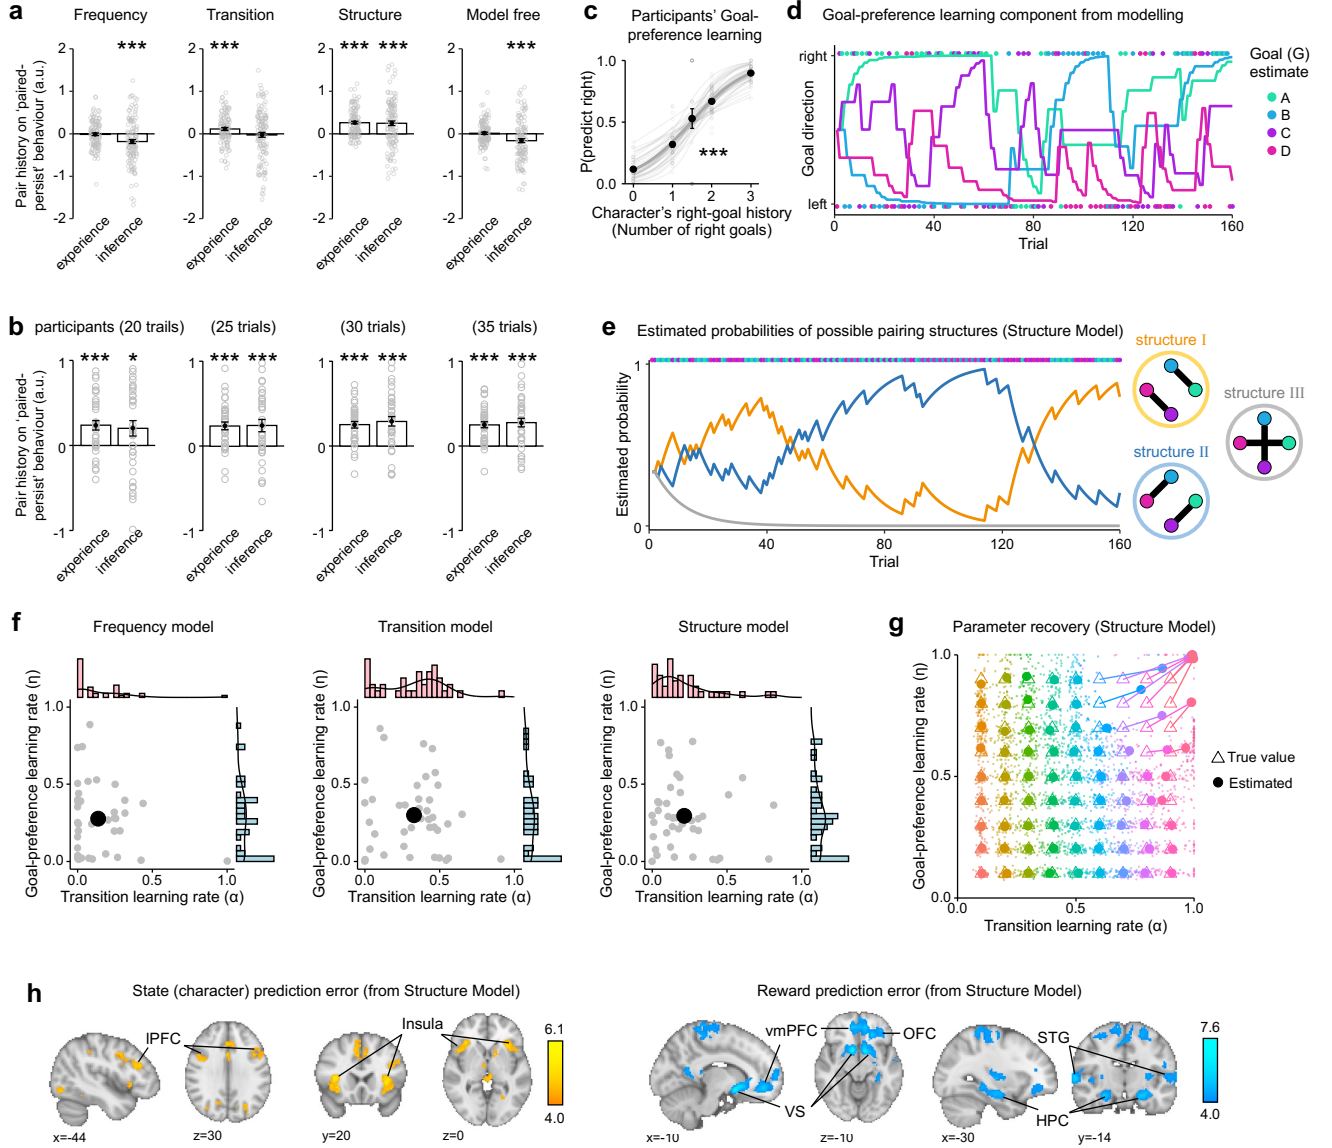 a
Frequency
Transition
Structure
Model free
Pair history on 'paired-
persist' behaviour (a.u.)
2
1
0
-1
-2
***
experience
inference
2
1
0
-1
-2
***
experience
inference
2
1
0
-1
-2
*** ***
experience
inference
2
1
0
-1
-2
***
experience
inference
b
participants (20 trails)
(25 trials)
(30 trials)
(35 trials)
Pair history on 'paired-
persist' behaviour (a.u.)
1
0
-1
*** *
experience
inference
1
0
-1
*** ***
experience
inference
1
0
-1
*** ***
experience
inference
1
0
-1
*** ***
experience
inference
c
Participants' Goal-
preference learning
P(predict right)
1.0
0.5
0.0
***
0 1 2 3
Character's right-goal history
(Number of right goals)
d
Goal-preference learning component from modelling
Goal direction
right
left
0 40 80 120 160
Trial
Goal (G)
estimate
A
B
C
D
e
Estimated probabilities of possible pairing structures (Structure Model)
Estimated probability
1
0
0 40 80 120 160
Trial
structure I
structure II
structure III
f
Frequency model
Goal-preference learning rate (η)
1.0
0.5
0.0
0.0 0.5 1.0
Transition learning rate (α)
Transition model
Goal-preference learning rate (η)
1.0
0.5
0.0
0.0 0.5 1.0
Transition learning rate (α)
Structure model
Goal-preference learning rate (η)
1.0
0.5
0.0
0.0 0.5 1.0
Transition learning rate (α)
g
Parameter recovery (Structure Model)
Goal-preference learning rate (η)
1.0
0.5
0.0
0.0 0.5 1.0
Transition learning rate (α)
True value
Estimated
h
State (character) prediction error (from Structure Model)
lPFC
Insula
6.1
4.0
x=-44
z=30
y=20
z=0
Reward prediction error (from Structure Model)
vmPFC
OFC
STG
VS
HPC
7.6
4.0
x=-10
z=-10
x=-30
y=-14